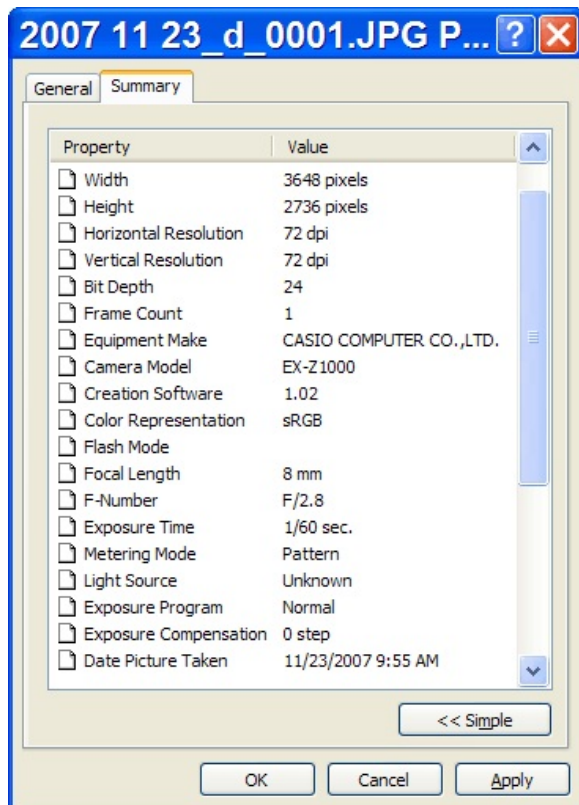 2007 11 23_d_0001.JPG P... ?
General Summary
Property Value
Width 3648 pixels
Height 2736 pixels
Horizontal Resolution 72 dpi
Vertical Resolution 72 dpi
Bit Depth 24
Frame Count 1
Equipment Make CASIO COMPUTER CO.,LTD.
Camera Model EX-Z1000
Creation Software 1.02
Color Representation sRGB
Flash Mode
Focal Length 8 mm
F-Number F/2.8
Exposure Time 1/60 sec.
Metering Mode Pattern
Light Source Unknown
Exposure Program Normal
Exposure Compensation 0 step
Date Picture Taken 11/23/2007 9:55 AM
<< Simple
OK Cancel Apply